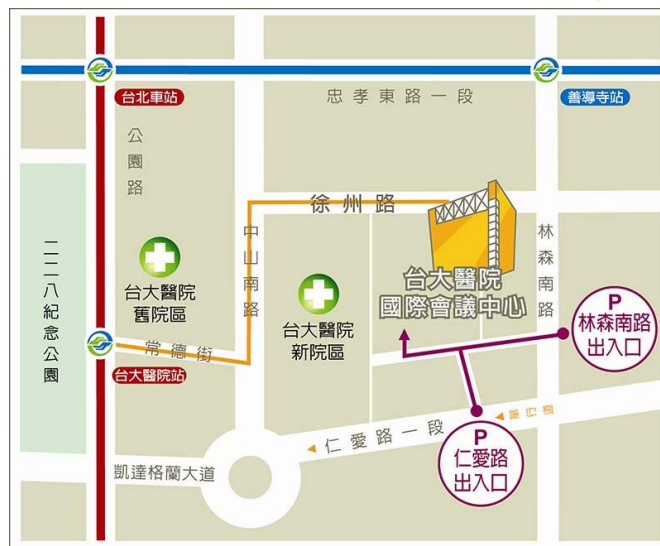 台北車站
忠孝東路一段
善導寺站
公園路
徐州路
中山南路
林森南路
二二八紀念公園
台大醫院
舊院區
台大醫院
新院區
台大醫院
國際會議中心
P
林森南路
出入口
常德街
台大醫院站
單行道
仁愛路一段
P
仁愛路
出入口
凱達格蘭大道